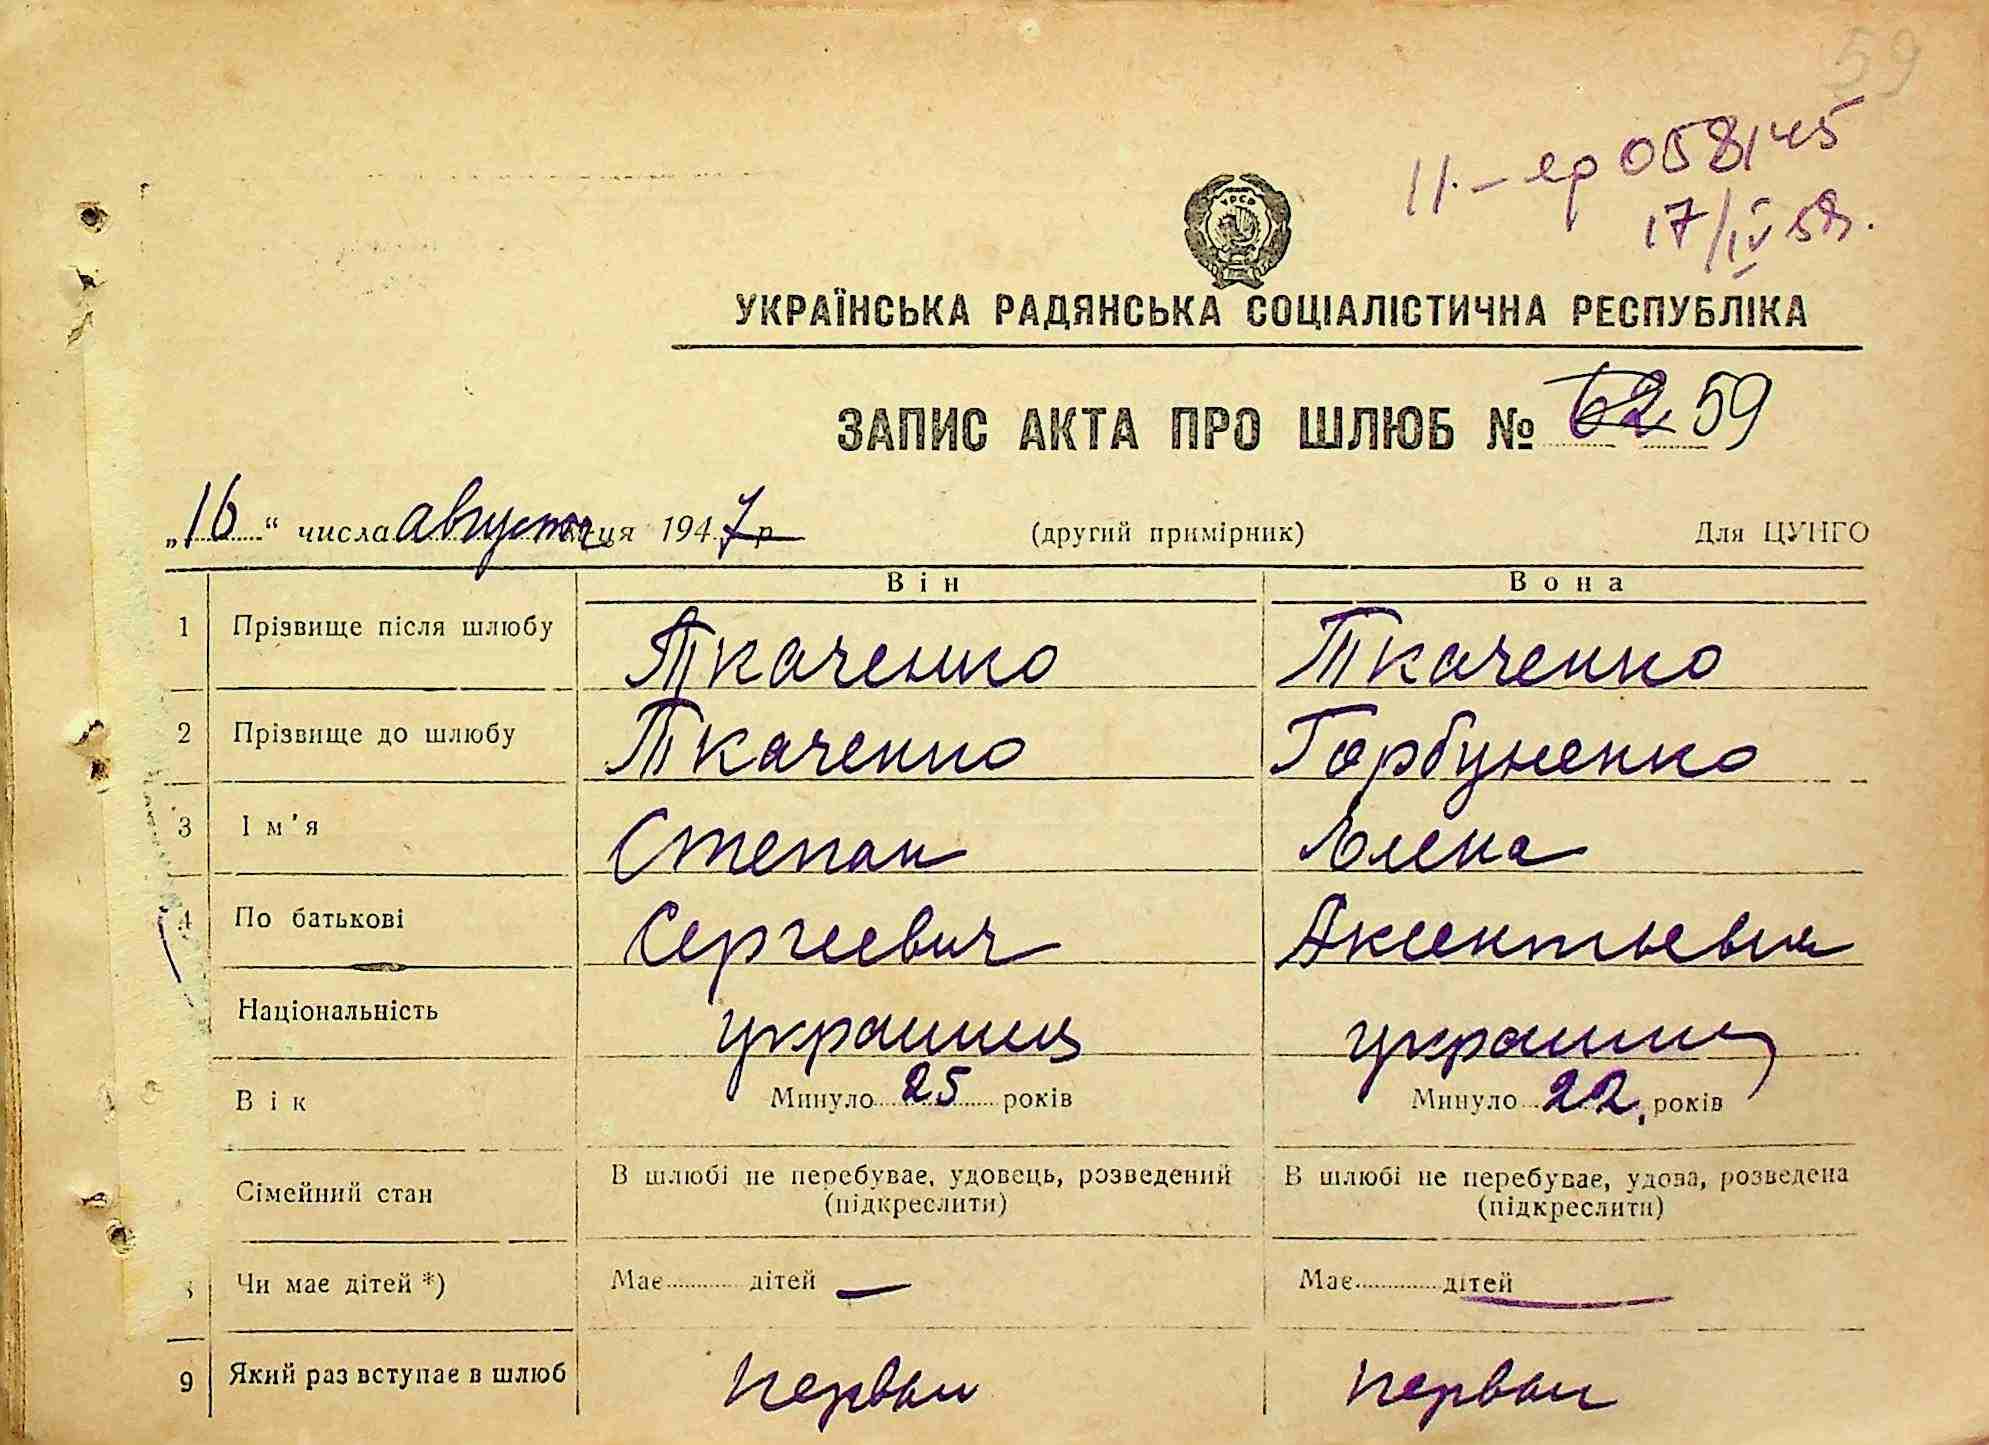 59
II.-ер 058145
17/IV 58.
УРСР
УКРАЇНСЬКА РАДЯНСЬКА СОЦІАЛІСТИЧНА РЕСПУБЛІКА
ЗАПИС АКТА ПРО ШЛЮБ № 62 59
„16“ числа августа місяця 1947 р (другий примірник) Для ЦУНГО
Він Вона
1 Прізвище після шлюбу Ткаченко Ткаченко
2 Прізвище до шлюбу Ткаченко Горбуненко
3 Ім'я Степан Елена
4 По батькові Сергеевич Аксентьевна
Національність украинец украинц
Вік Минуло 25 років Минуло 22 років
Сімейний стан В шлюбі не перебуває, удовець, розведений В шлюбі не перебуває, удова, розведена
(підкреслити) (підкреслити)
Чи має дітей *) Має дітей — Має дітей —
9 Який раз вступає в шлюб первый первый